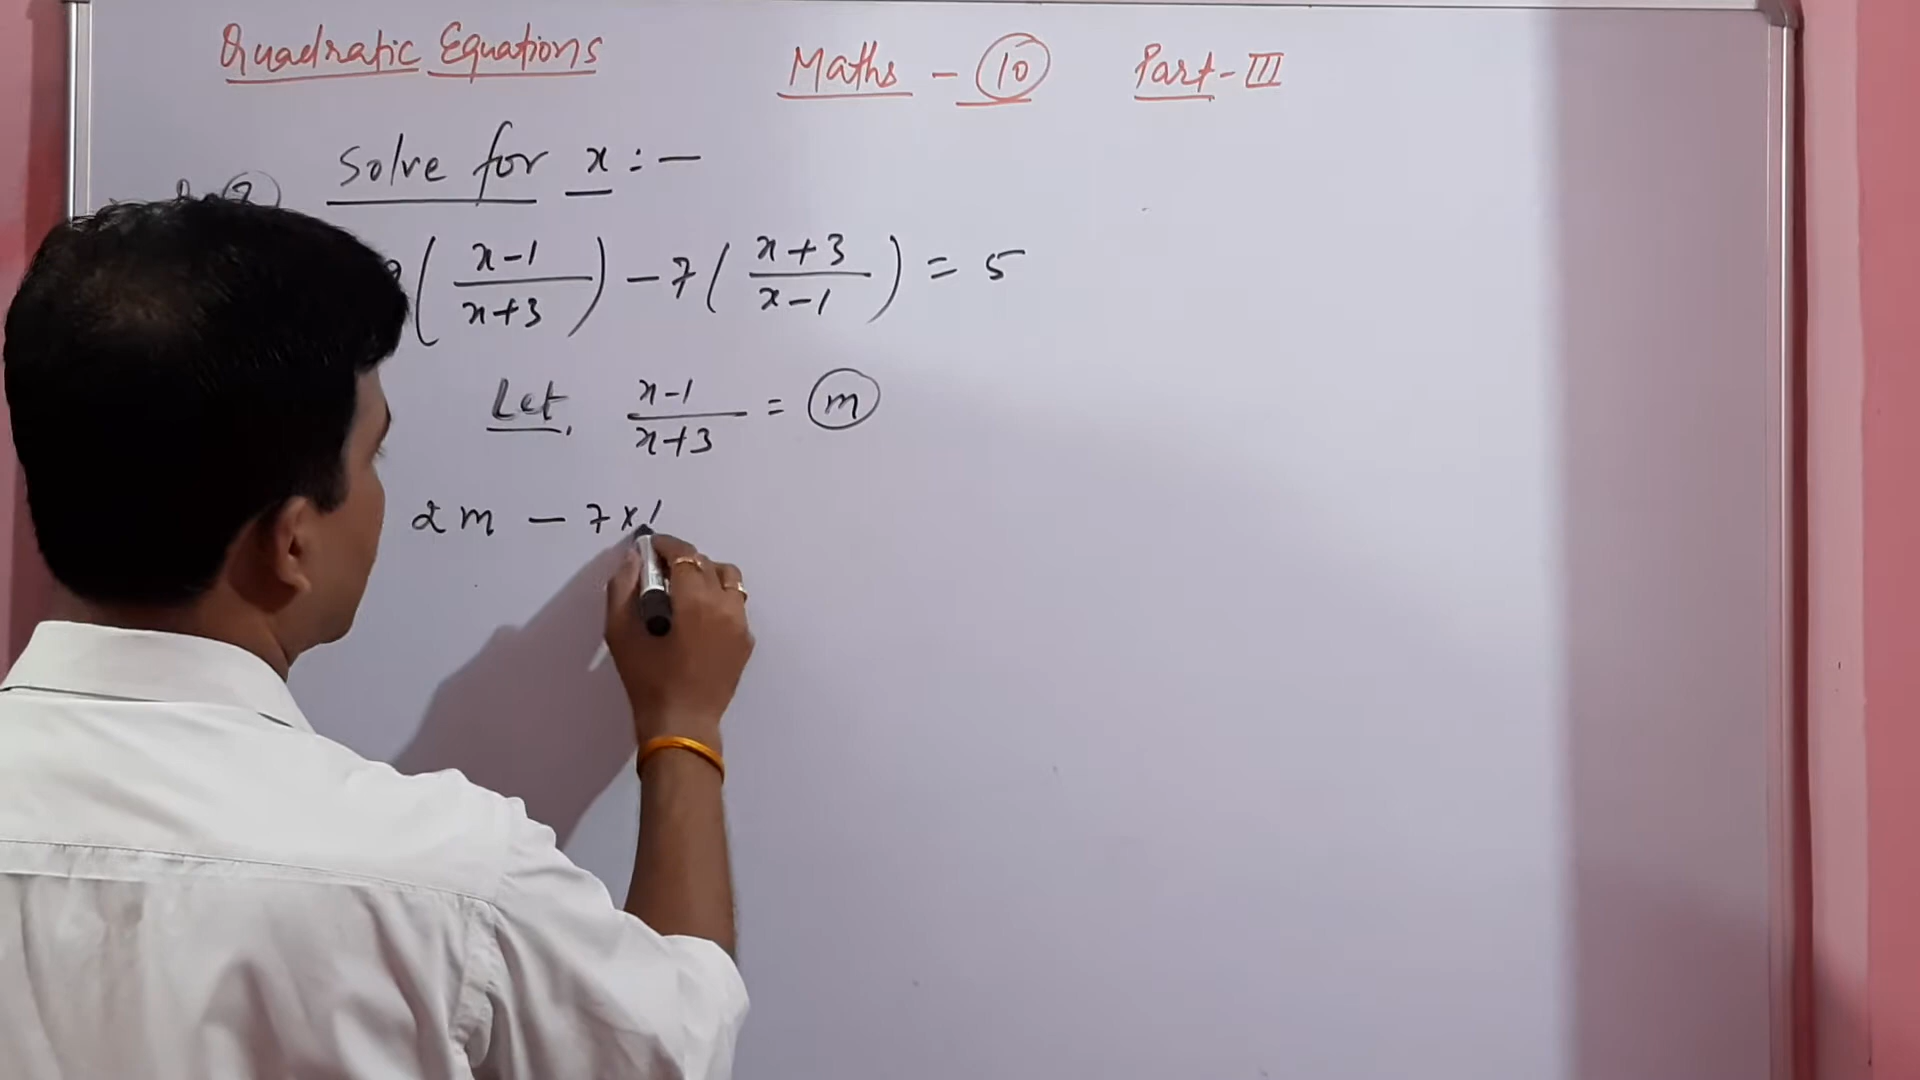 Quadratic Equations Maths - 10 Part-III
Solve for x : —
( x-1 / x+3 ) - 7 ( x+3 / x-1 ) = 5
Let, x-1 / x+3 = m
2m - 7×1